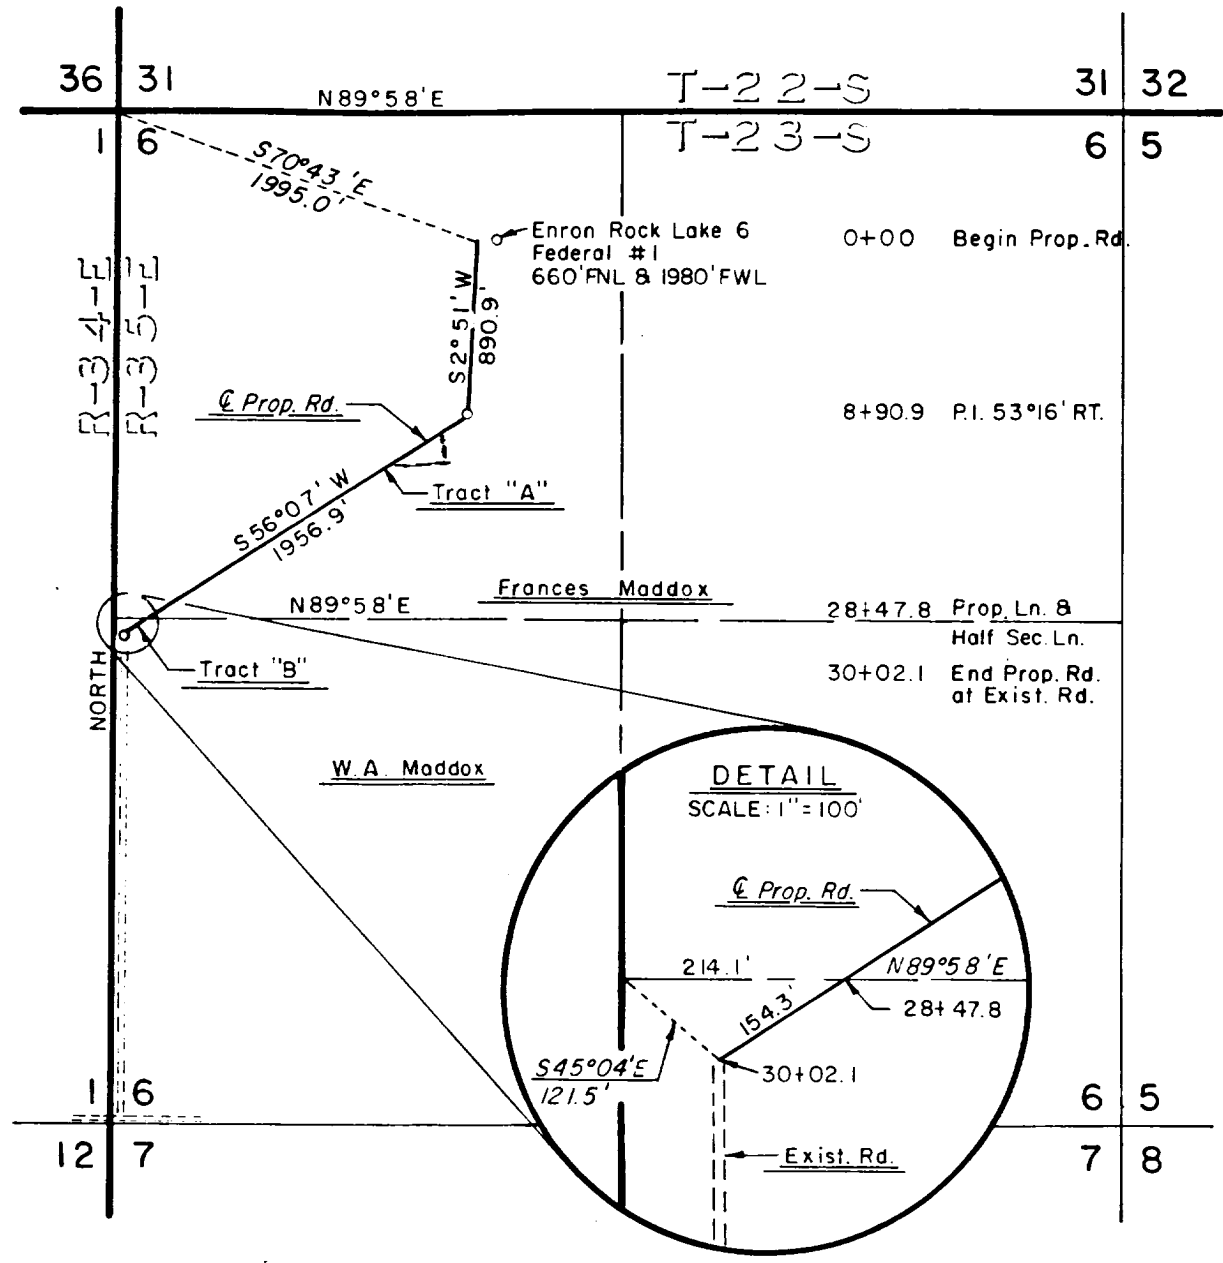 36 31
N89°58'E
T-22-S
31 32
1 6
T-23-S
6 5
S70°43'E
1995.0'
Enron Rock Lake 6
Federal #1
660'FNL & 1980'FWL
0+00 Begin Prop. Rd.
R-34-E
R-35-E
S2°51'W
890.9'
℄ Prop. Rd.
8+90.9 P.I. 53°16' RT.
Tract "A"
S56°07'W
1956.9'
Frances Maddox
N89°58'E
28+47.8 Prop. Ln. &
Half Sec. Ln.
Tract "B"
30+02.1 End Prop. Rd.
at Exist. Rd.
NORTH
W.A. Maddox
DETAIL
SCALE: 1"=100'
℄ Prop. Rd.
214.1'
N89°58'E
154.3'
28+47.8
S45°04'E
121.5'
30+02.1
1 6
6 5
12 7
Exist. Rd.
7 8